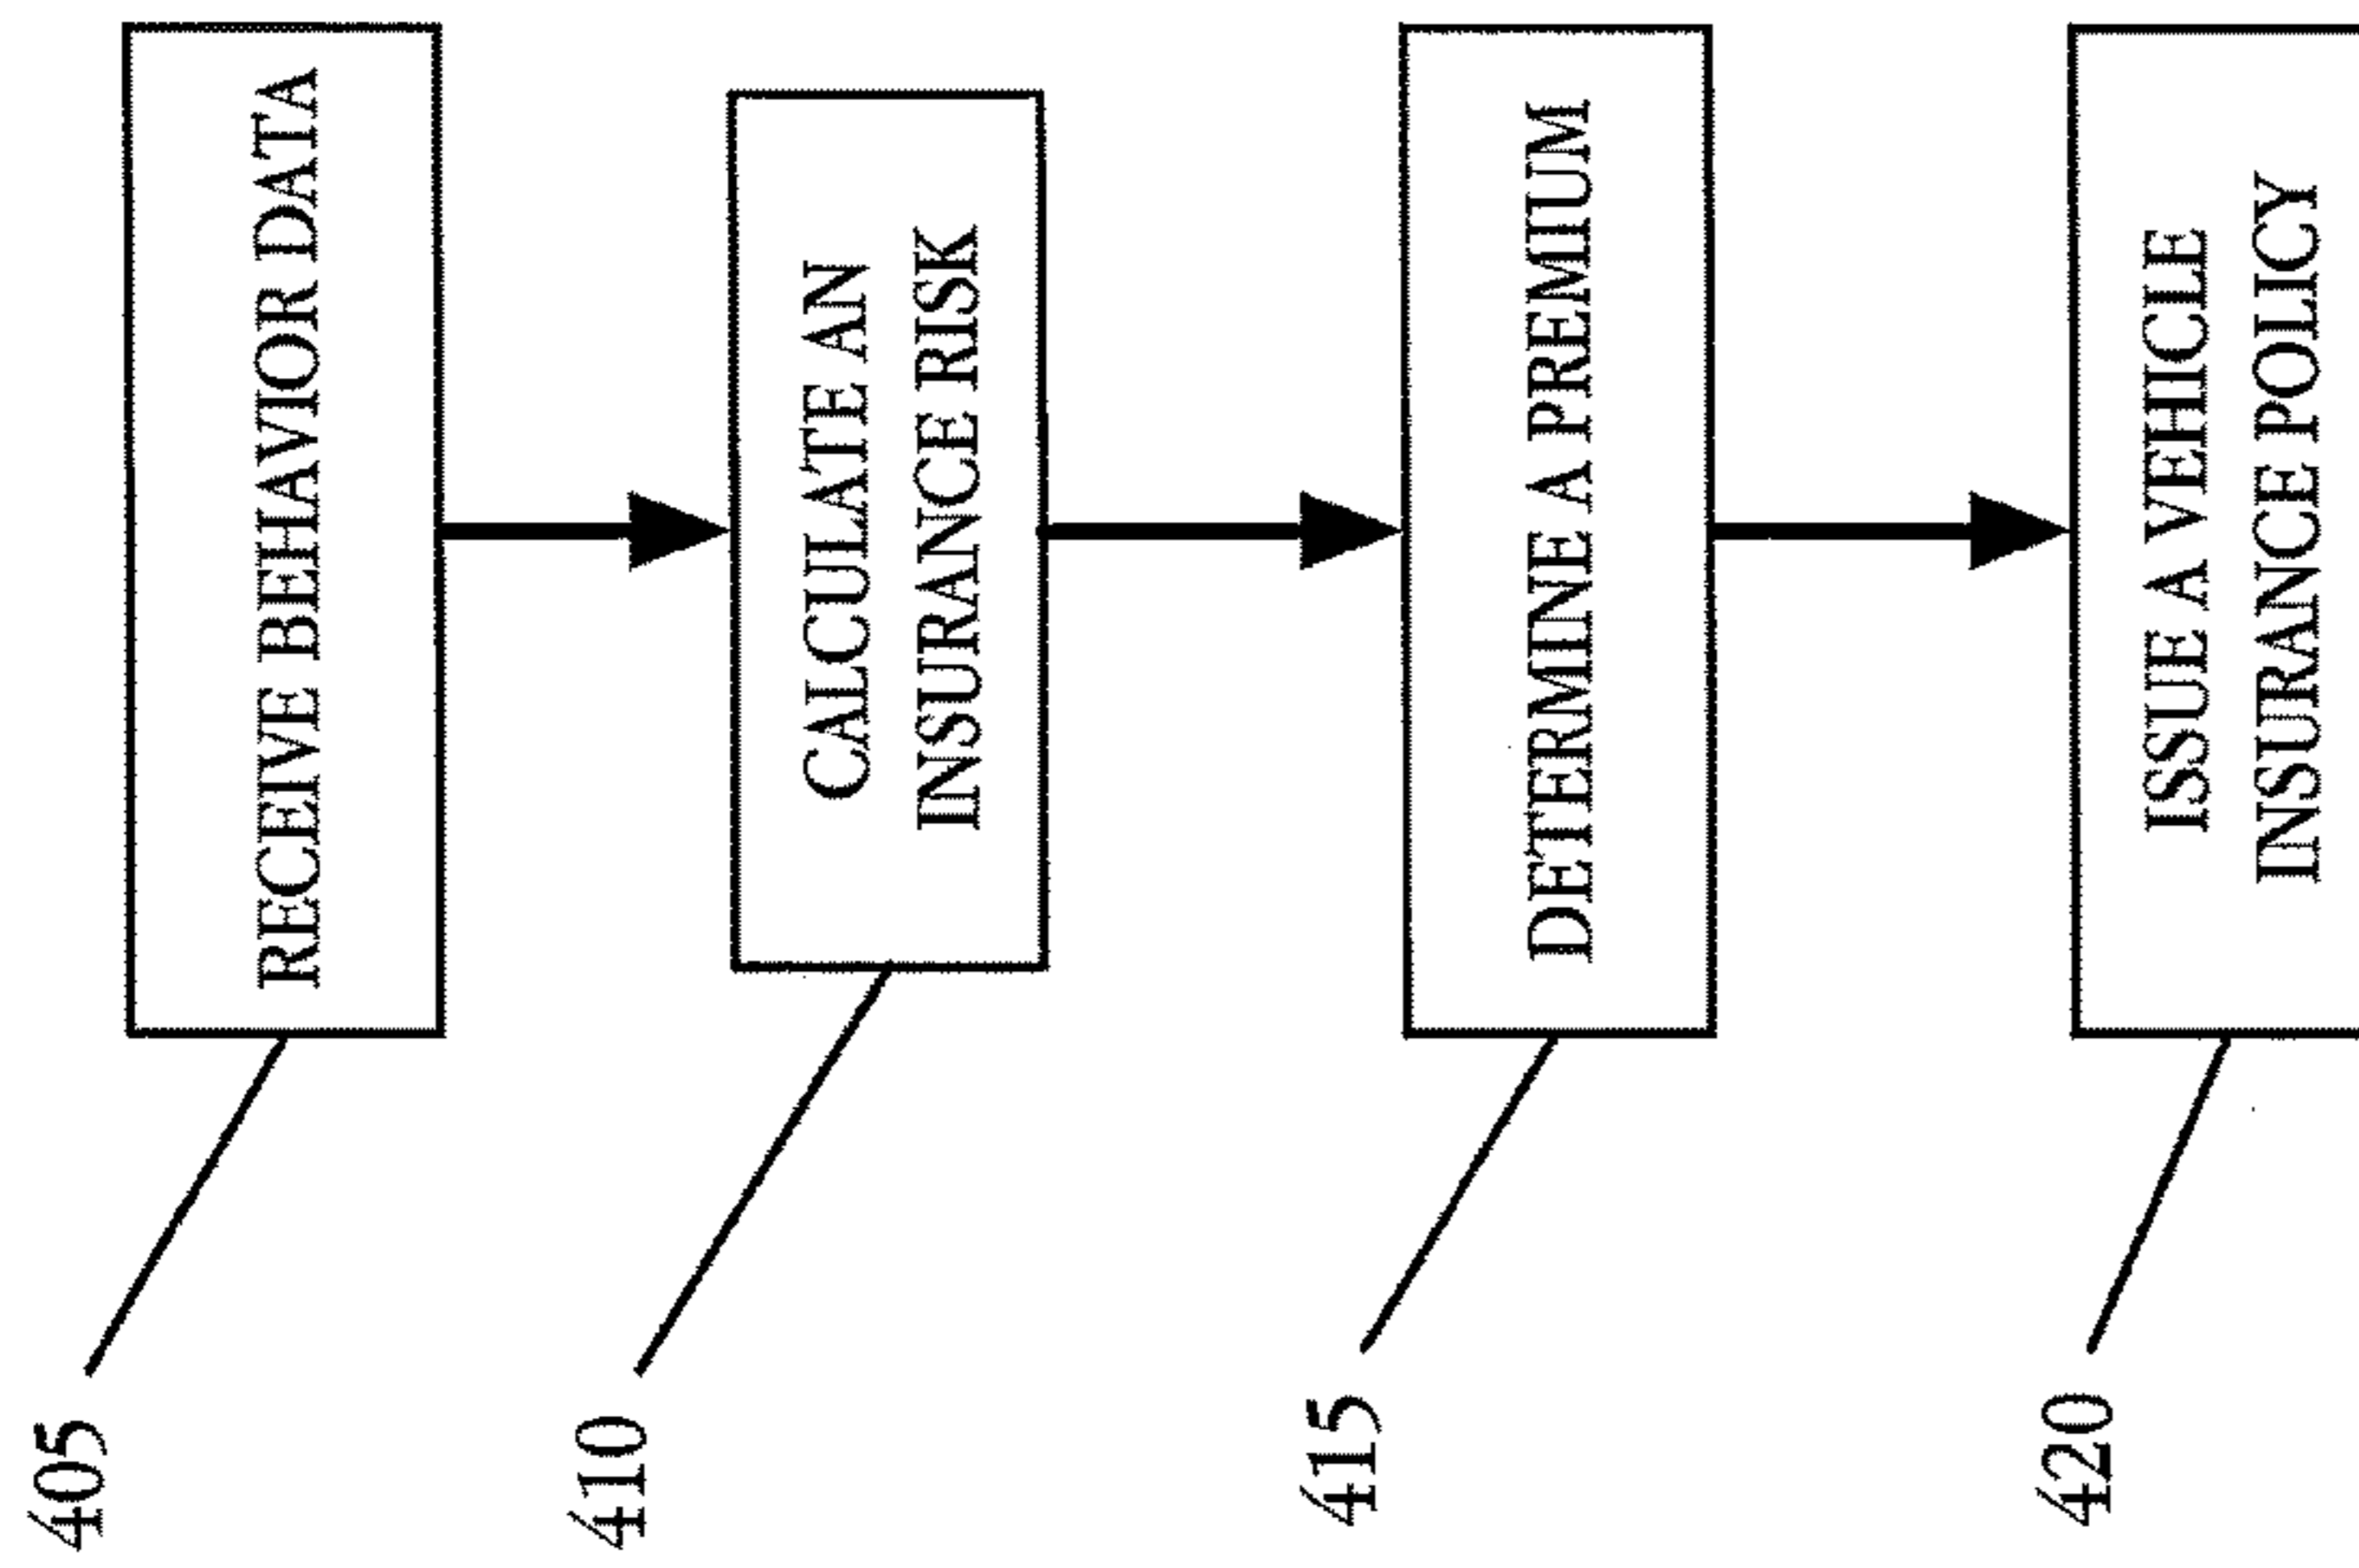 405
RECEIVE BEHAVIOR DATA
410
CALCULATE AN
INSURANCE RISK
415
DETERMINE A PREMIUM
420
ISSUE A VEHICLE
INSURANCE POLICY